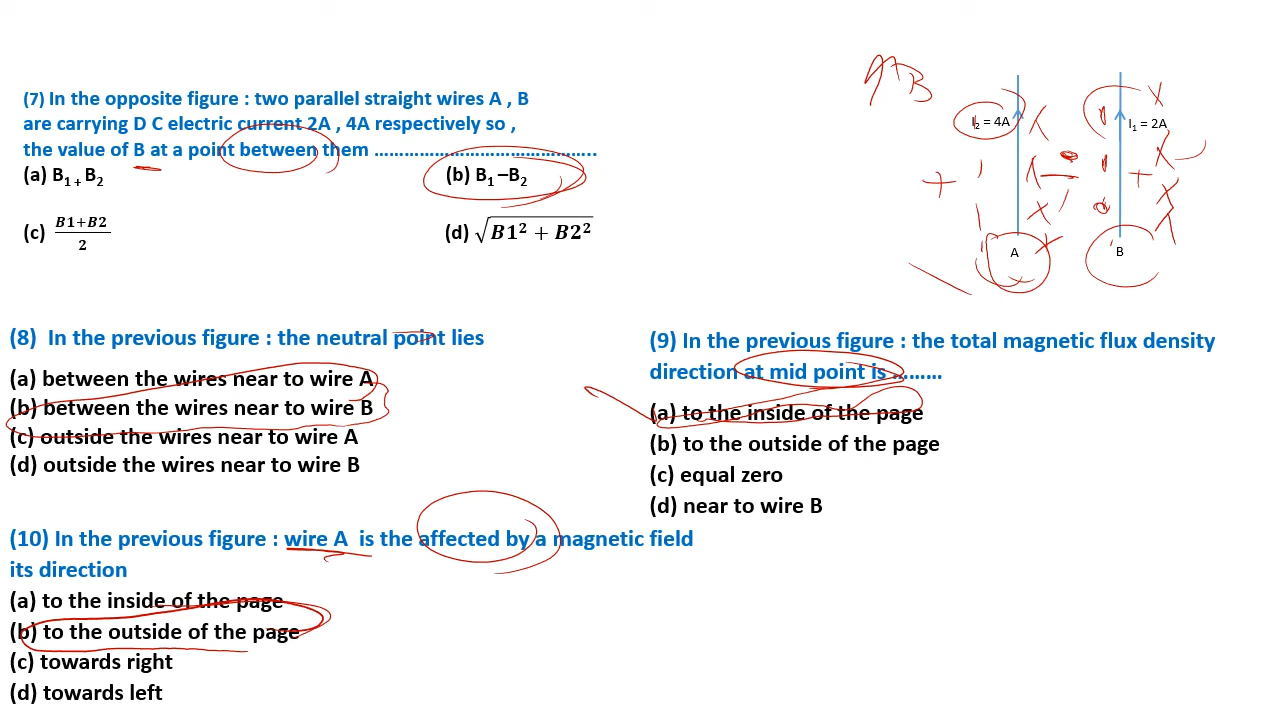 (7) In the opposite figure : two parallel straight wires A , B
are carrying D C electric current 2A , 4A respectively so ,
the value of B at a point between them ……………………………………..
(a) B₁₊ B₂
(b) B₁ −B₂
(c) (B1+B2)/2
(d) √(B1² + B2²)
I₂ = 4A
I₁ = 2A
A
B
(8) In the previous figure : the neutral point lies
(a) between the wires near to wire A
(b) between the wires near to wire B
(c) outside the wires near to wire A
(d) outside the wires near to wire B
(9) In the previous figure : the total magnetic flux density
direction at mid point is ………
(a) to the inside of the page
(b) to the outside of the page
(c) equal zero
(d) near to wire B
(10) In the previous figure : wire A is the affected by a magnetic field
its direction
(a) to the inside of the page
(b) to the outside of the page
(c) towards right
(d) towards left